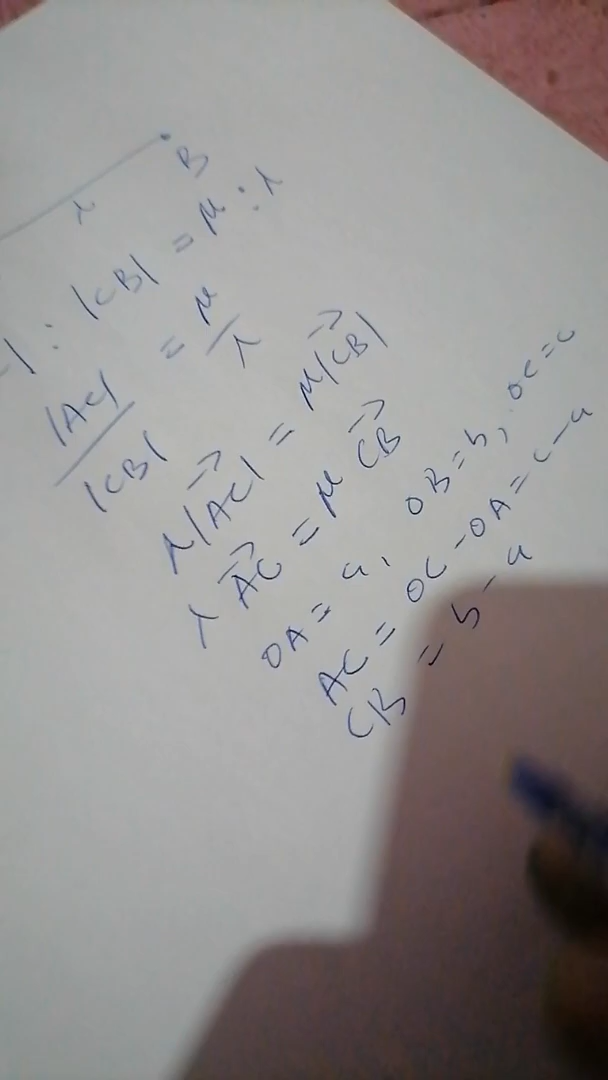 B
λ
| : |CB| = μ : λ
|AC| / |CB| = μ / λ
λ|AC→| = μ|CB→|
λ AC→ = μ CB→
OA = a, OB = b, OC = c
AC = OC - OA = c - a
CB = b - a